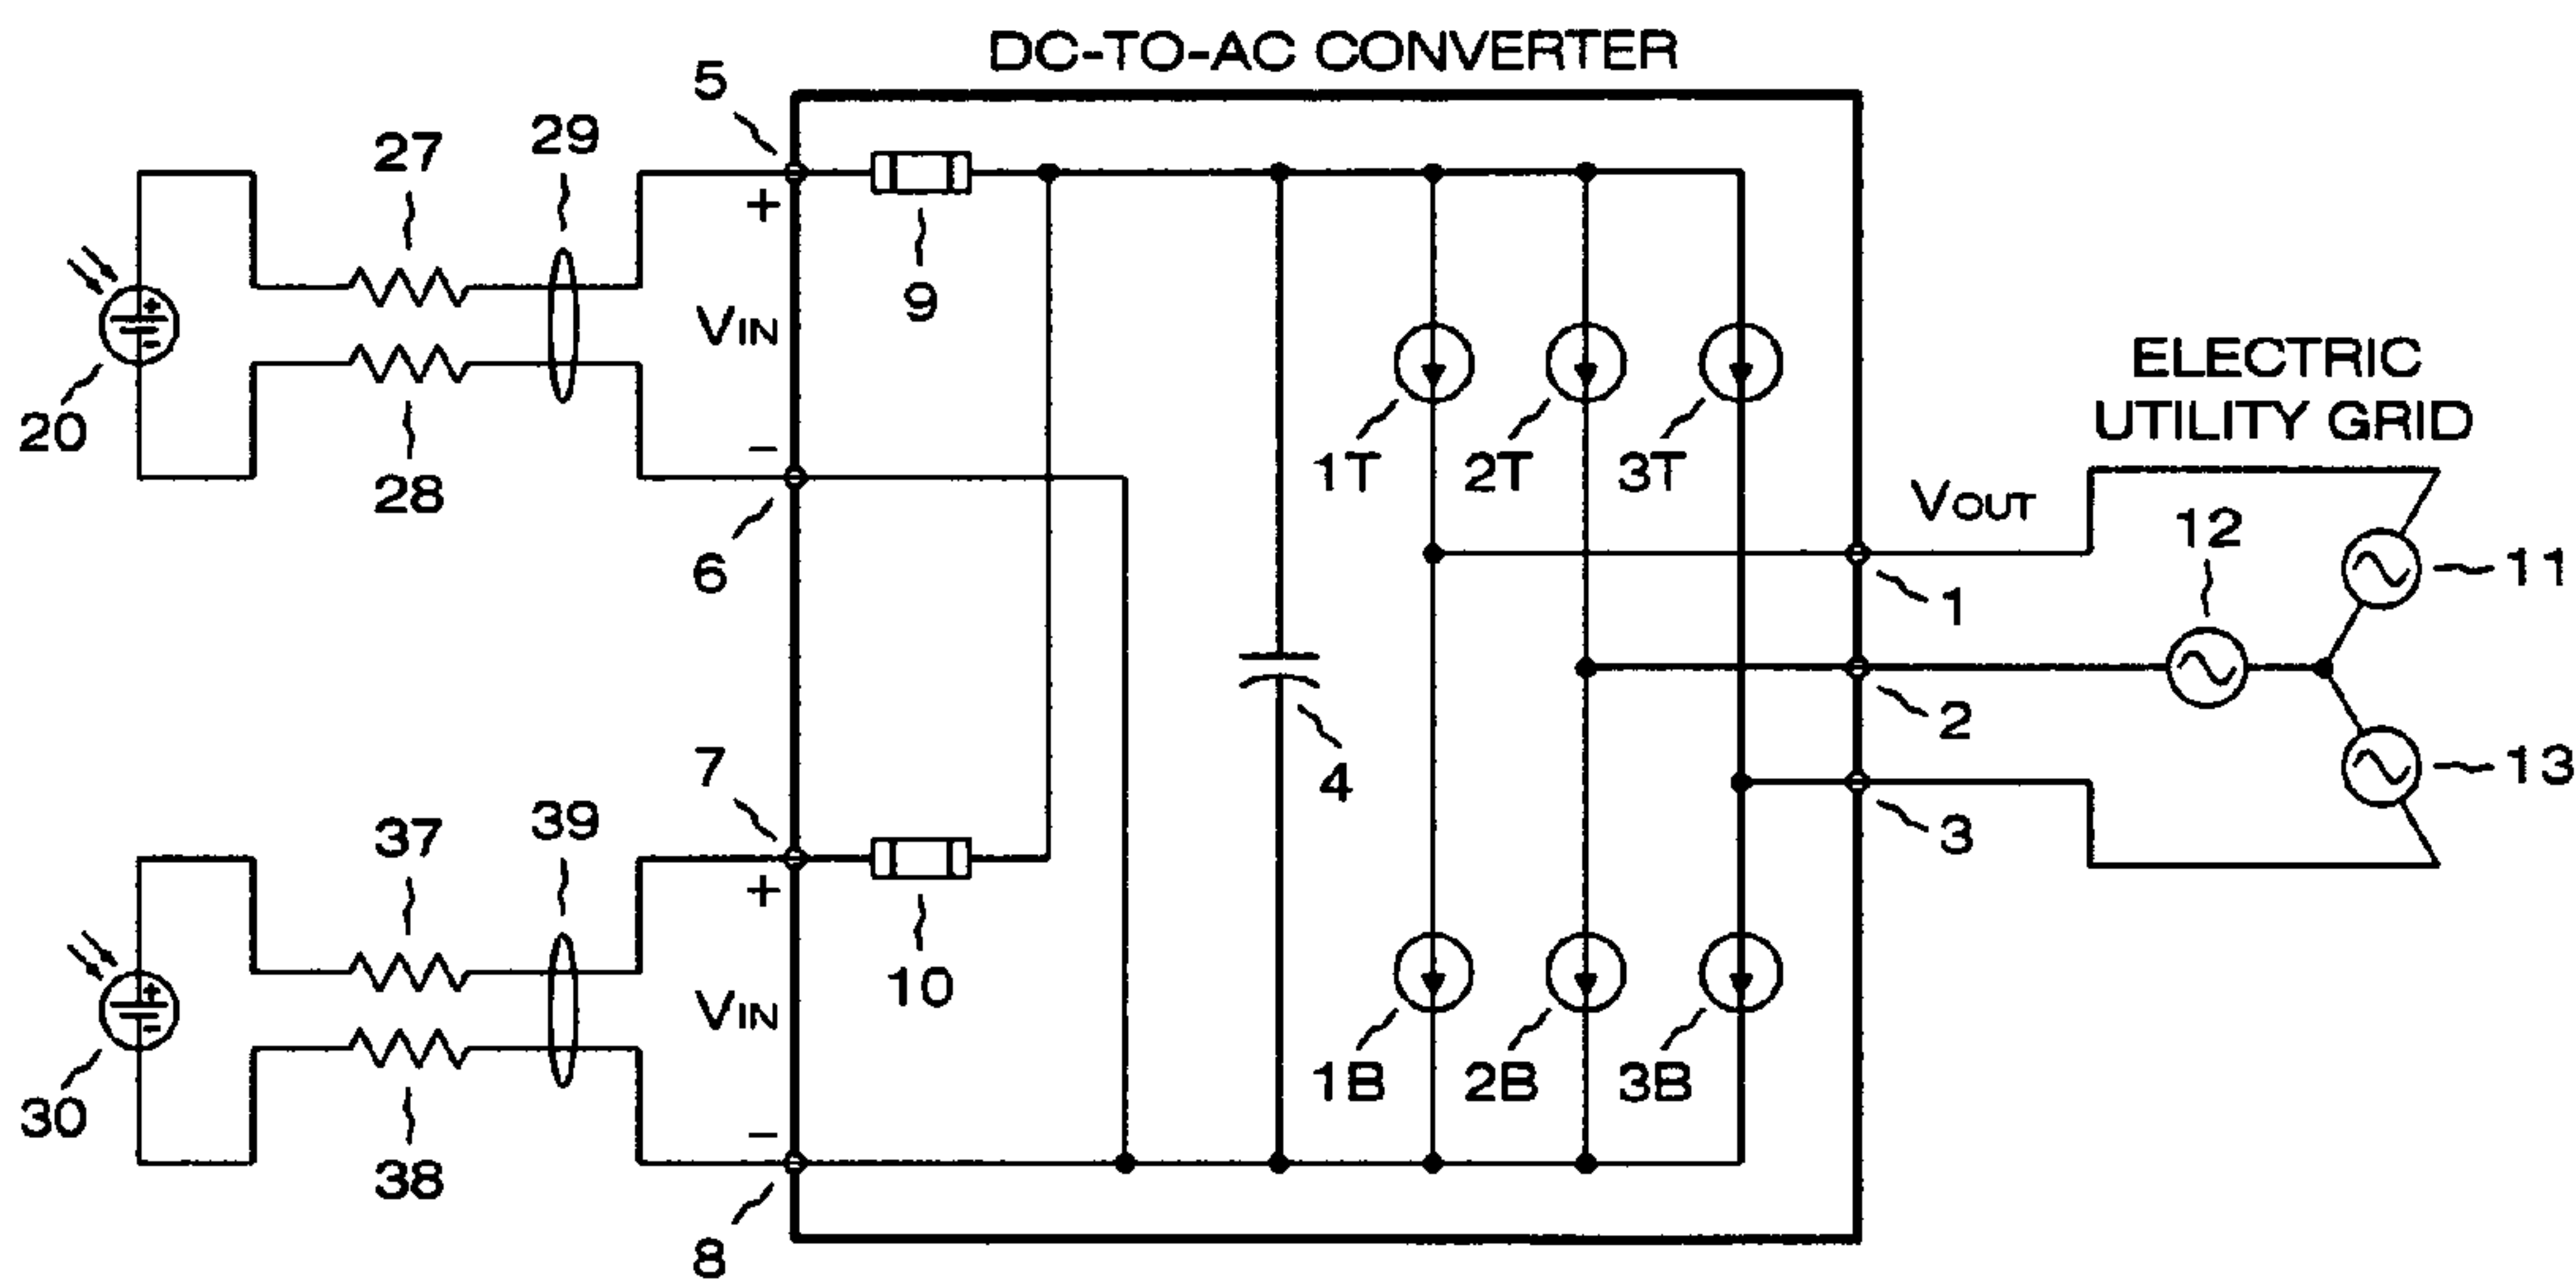 DC-TO-AC CONVERTER
5
29
27
+
9
VIN
20
28
–
6
1T
2T
3T
ELECTRIC
UTILITY GRID
VOUT
12
11
1
2
13
3
4
7
39
37
+
10
VIN
30
38
–
8
1B
2B
3B